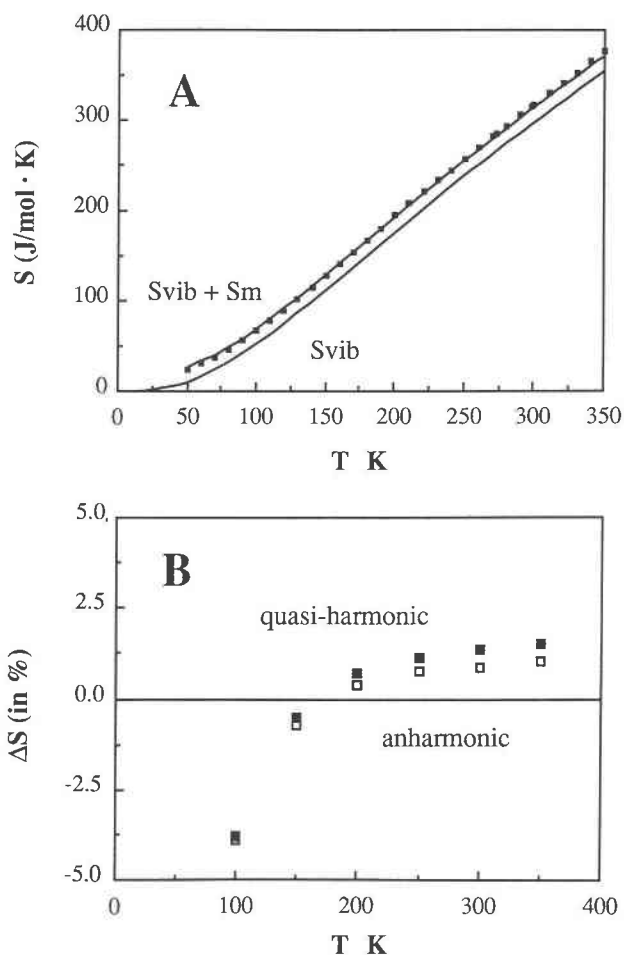 400
A
300
S (J/mol · K)
200
Svib + Sm
100
Svib
0
0 50 100 150 200 250 300 350
T K
5.0
B
quasi-harmonic
2.5
ΔS (in %)
0.0
anharmonic
-2.5
-5.0
0 100 200 300 400
T K